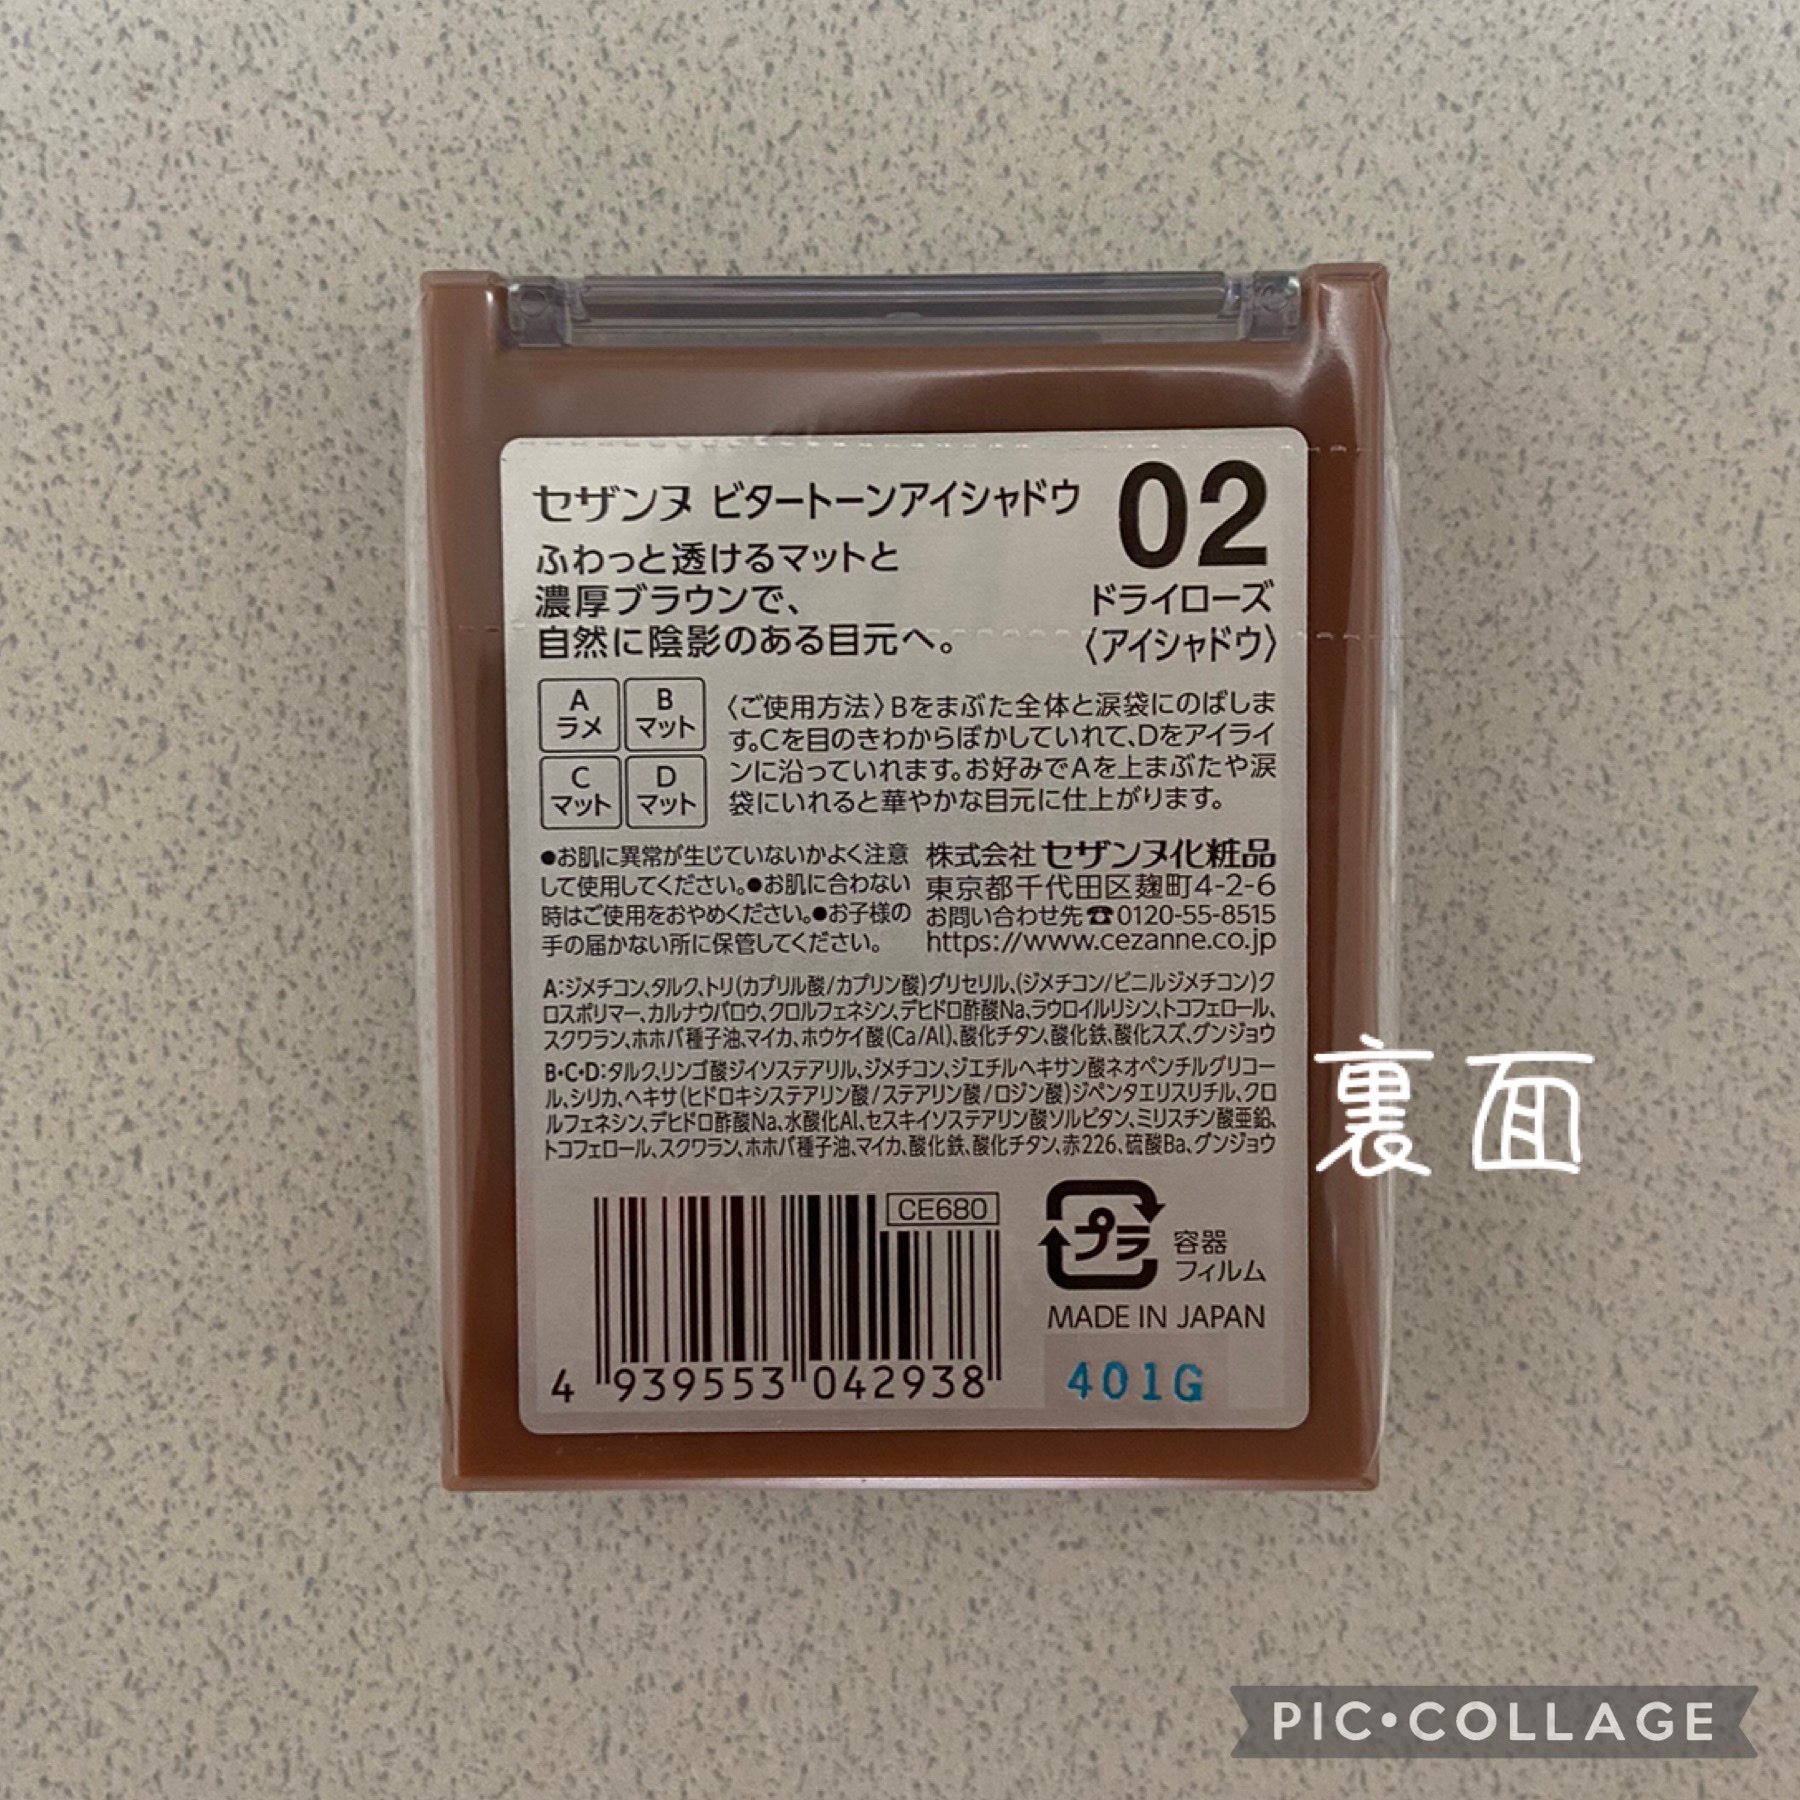 セザンヌ ビタートーンアイシャドウ
02
ふわっと透けるマットと
濃厚ブラウンで、
自然に陰影のある目元へ。
ドライローズ
〈アイシャドウ〉
A
ラメ
B
マット
C
マット
D
マット
〈ご使用方法〉Bをまぶた全体と涙袋にのばしま
す。Cを目のきわからぼかしていれて、Dをアイライ
ンに沿っていれます。お好みでAを上まぶたや涙
袋にいれると華やかな目元に仕上がります。
●お肌に異常が生じていないかよく注意
して使用してください。●お肌に合わない
時はご使用をおやめください。●お子様の
手の届かない所に保管してください。
株式会社 セザンヌ化粧品
東京都千代田区麹町4-2-6
お問い合わせ先☎0120-55-8515
https://www.cezanne.co.jp
A:ジメチコン、タルク、トリ(カプリル酸/カプリン酸)グリセリル、(ジメチコン/ビニルジメチコン)ク
ロスポリマー、カルナウバロウ、クロルフェネシン、デヒドロ酢酸Na、ラウロイルリシン、トコフェロール、
スクワラン、ホホバ種子油、マイカ、ホウケイ酸(Ca/Al)、酸化チタン、酸化鉄、酸化スズ、グンジョウ
B・C・D:タルク、リンゴ酸ジイソステアリル、ジメチコン、ジエチルヘキサン酸ネオペンチルグリコー
ル、シリカ、ヘキサ(ヒドロキシステアリン酸/ステアリン酸/ロジン酸)ジペンタエリスリチル、クロ
ルフェネシン、デヒドロ酢酸Na、水酸化Al、セスキイソステアリン酸ソルビタン、ミリスチン酸亜鉛、
トコフェロール、スクワラン、ホホバ種子油、マイカ、酸化鉄、酸化チタン、赤226、硫酸Ba、グンジョウ
裏面
CE680
プラ
容器
フィルム
MADE IN JAPAN
4 939553 042938
401G
PIC•COLLAGE